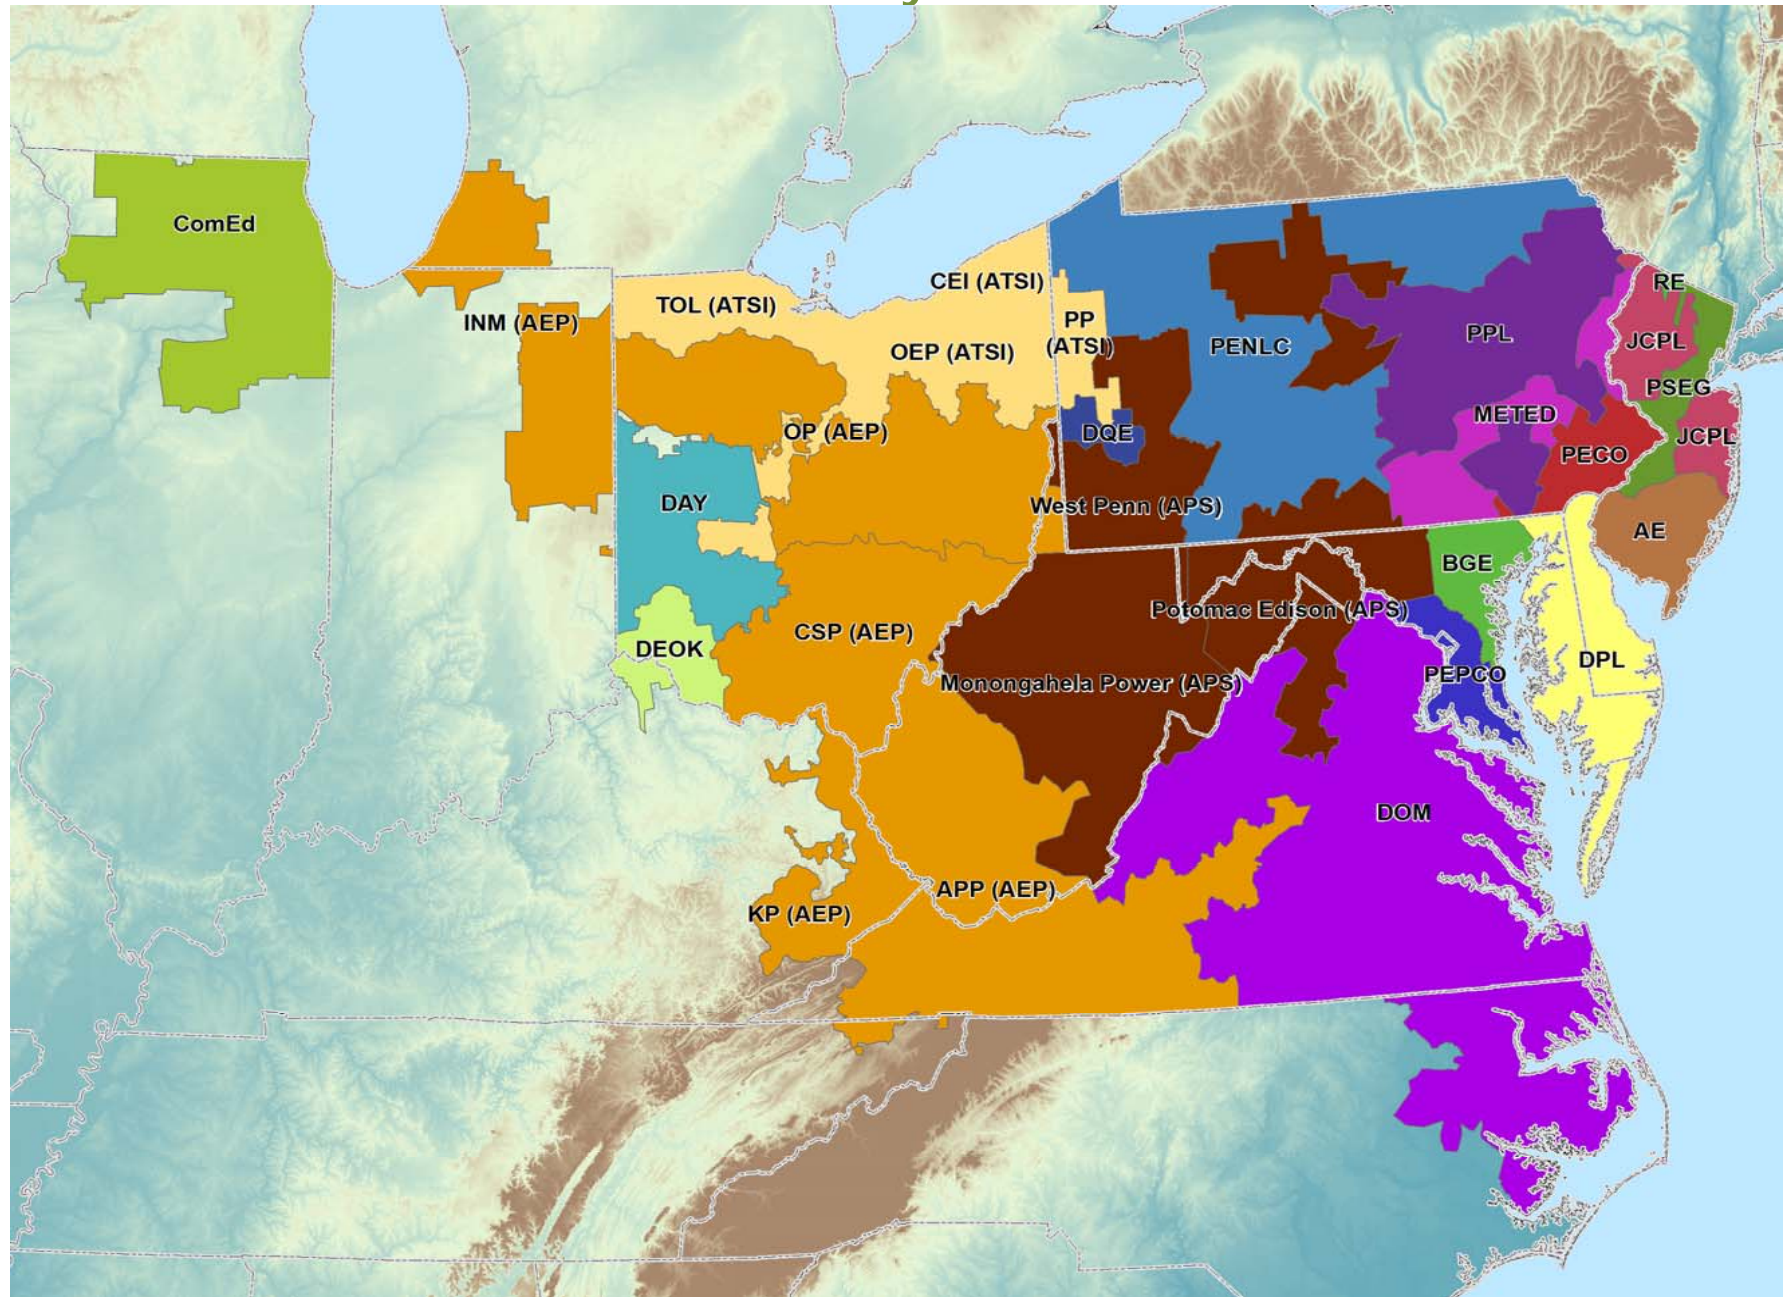 ComEd
RE
CEI (ATSI)
TOL (ATSI)
INM (AEP)
PP
(ATSI)
PPL
JCPL
PENLC
OEP (ATSI)
PSEG
METED
OP (AEP)
DQE
JCPL
PECO
DAY
West Penn (APS)
AE
BGE
Potomac Edison (APS)
CSP (AEP)
DEOK
DPL
PEPCO
Monongahela Power (APS)
DOM
APP (AEP)
KP (AEP)